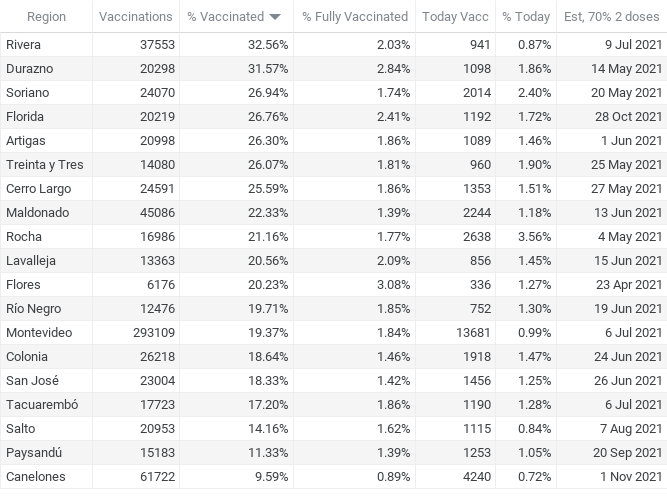 Region Vaccinations % Vaccinated % Fully Vaccinated Today Vacc % Today Est, 70% 2 doses
Rivera 37553 32.56% 2.03% 941 0.87% 9 Jul 2021
Durazno 20298 31.57% 2.84% 1098 1.86% 14 May 2021
Soriano 24070 26.94% 1.74% 2014 2.40% 20 May 2021
Florida 20219 26.76% 2.41% 1192 1.72% 28 Oct 2021
Artigas 20998 26.30% 1.86% 1089 1.46% 1 Jun 2021
Treinta y Tres 14080 26.07% 1.81% 960 1.90% 25 May 2021
Cerro Largo 24591 25.59% 1.86% 1353 1.51% 27 May 2021
Maldonado 45086 22.33% 1.39% 2244 1.18% 13 Jun 2021
Rocha 16986 21.16% 1.77% 2638 3.56% 4 May 2021
Lavalleja 13363 20.56% 2.09% 856 1.45% 15 Jun 2021
Flores 6176 20.23% 3.08% 336 1.27% 23 Apr 2021
Río Negro 12476 19.71% 1.85% 752 1.30% 19 Jun 2021
Montevideo 293109 19.37% 1.84% 13681 0.99% 6 Jul 2021
Colonia 26218 18.64% 1.46% 1918 1.47% 24 Jun 2021
San José 23004 18.33% 1.42% 1456 1.25% 26 Jun 2021
Tacuarembó 17723 17.20% 1.86% 1190 1.28% 6 Jul 2021
Salto 20953 14.16% 1.62% 1115 0.84% 7 Aug 2021
Paysandú 15183 11.33% 1.39% 1253 1.05% 20 Sep 2021
Canelones 61722 9.59% 0.89% 4240 0.72% 1 Nov 2021